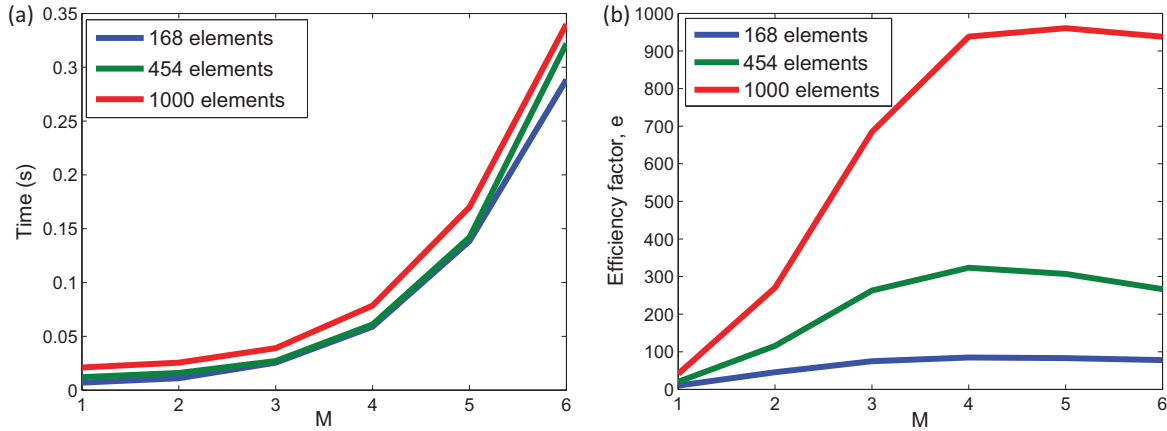 (a)
0.35
0.3
0.25
0.2
0.15
0.1
0.05
0
Time (s)
168 elements
454 elements
1000 elements
1 2 3 4 5 6
M
(b)
1000
900
800
700
600
500
400
300
200
100
0
Efficiency factor, e
168 elements
454 elements
1000 elements
1 2 3 4 5 6
M